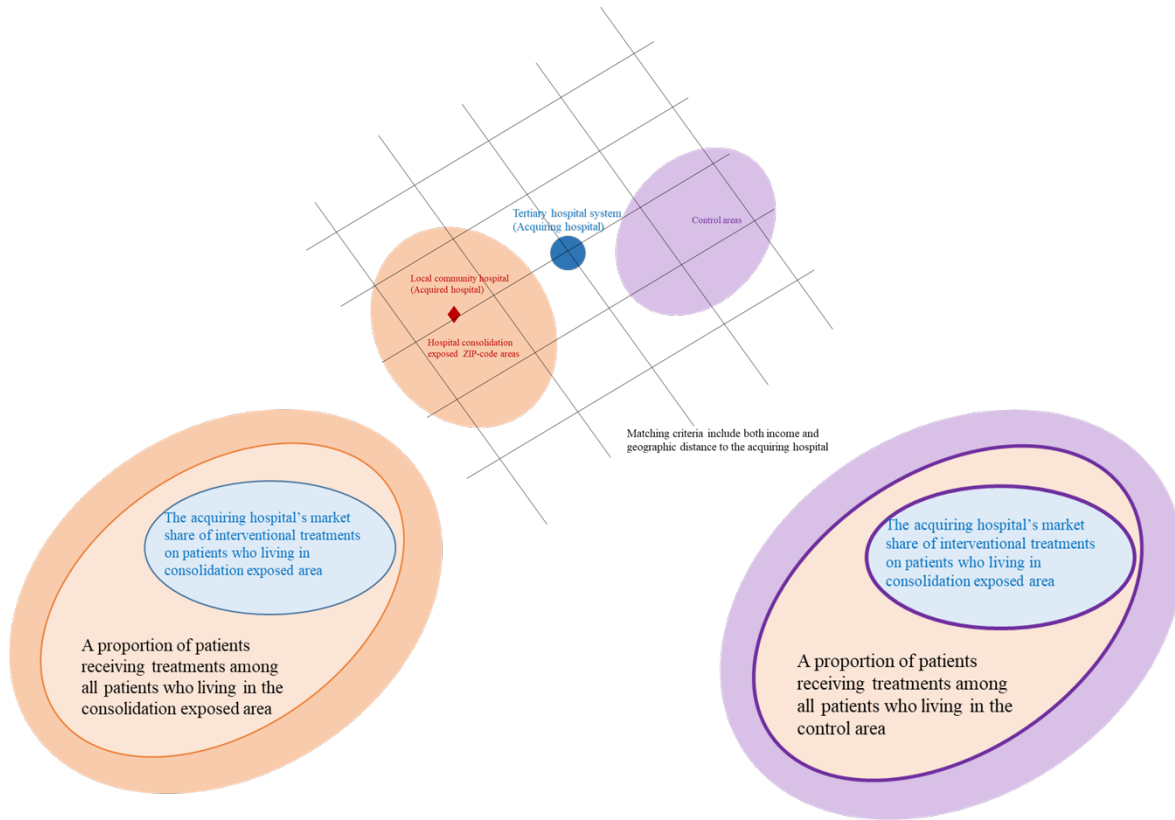 Tertiary hospital system
(Acquiring hospital)
Control areas
Local community hospital
(Acquired hospital)
Hospital consolidation
exposed ZIP-code areas
Matching criteria include both income and
geographic distance to the acquiring hospital
The acquiring hospital's market
share of interventional treatments
on patients who living in
consolidation exposed area
A proportion of patients
receiving treatments among
all patients who living in the
consolidation exposed area
The acquiring hospital's market
share of interventional treatments
on patients who living in
consolidation exposed area
A proportion of patients
receiving treatments among
all patients who living in the
control area